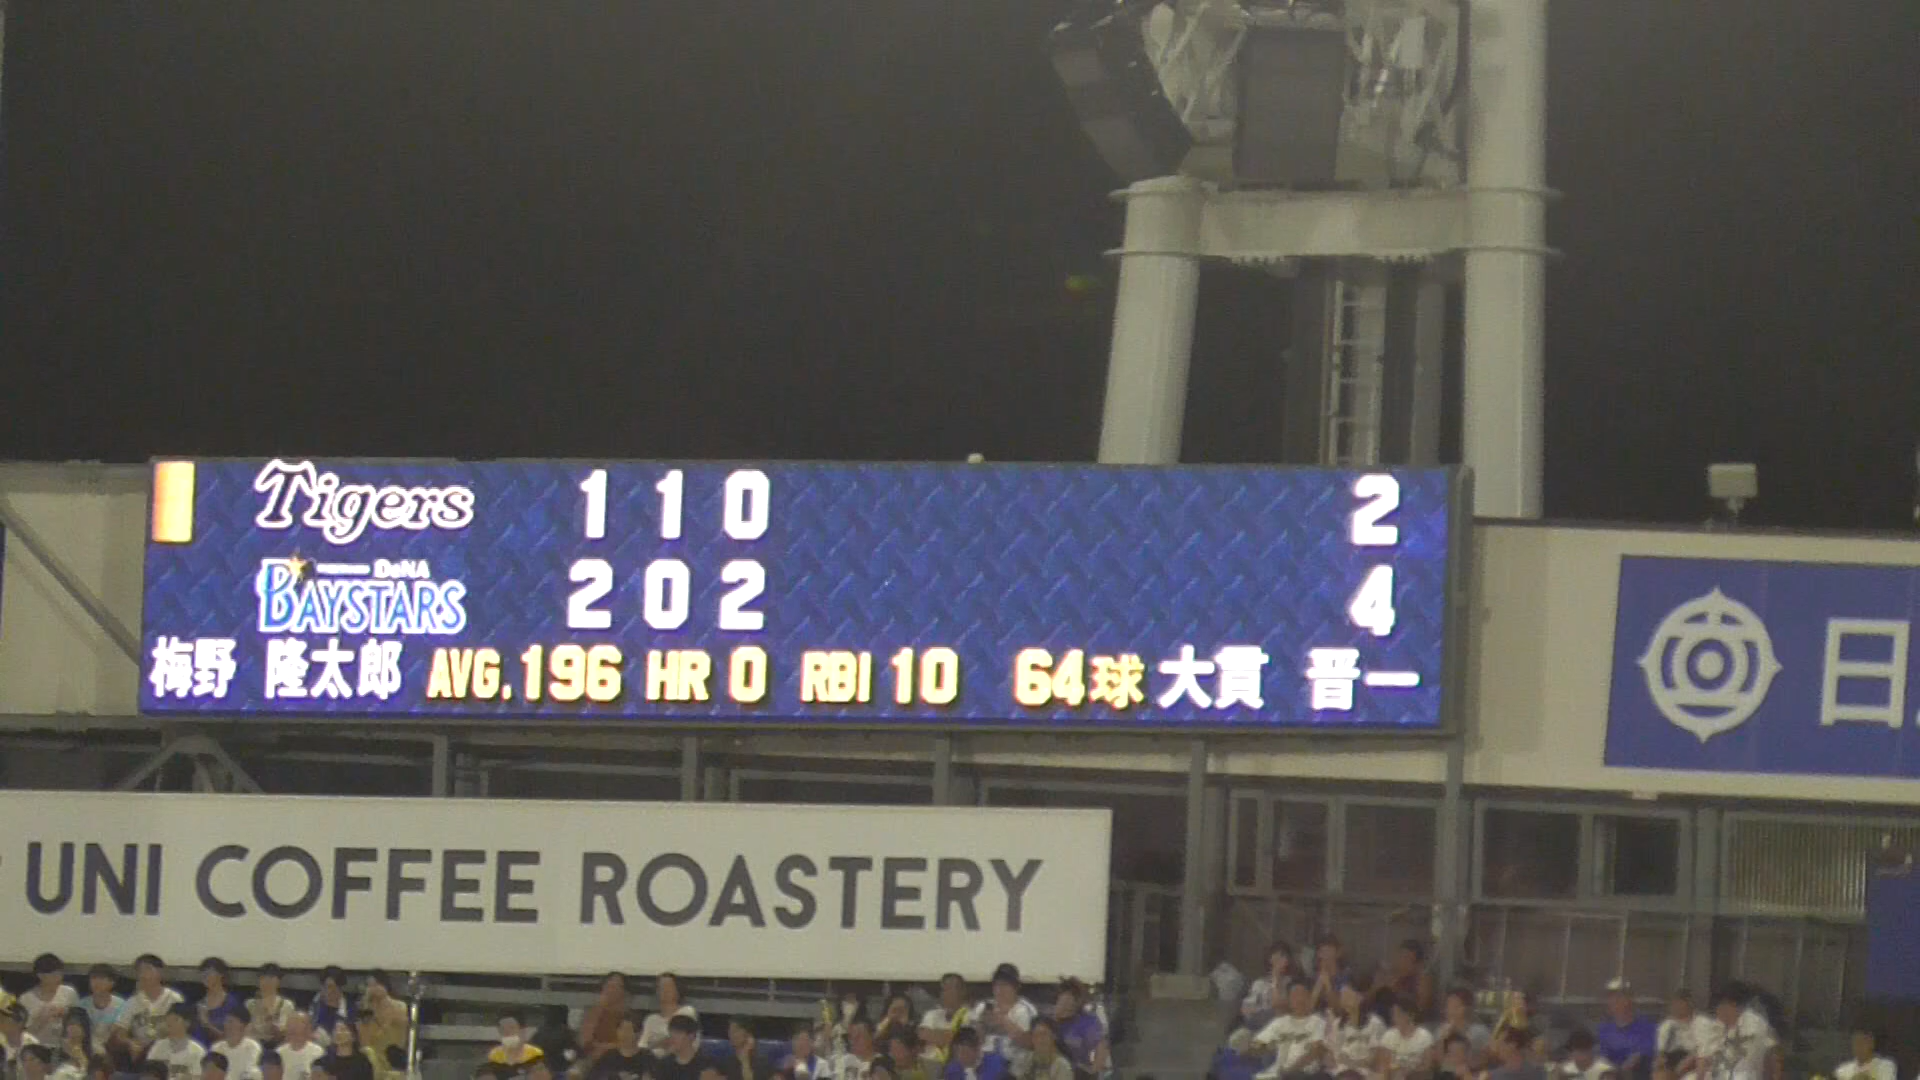 Tigers 1 1 0 2
DeNA
BAYSTARS 2 0 2 4
梅野 隆太郎 AVG.196 HR 0 RBI 10 64球 大貫 晋一
日
UNI COFFEE ROASTERY